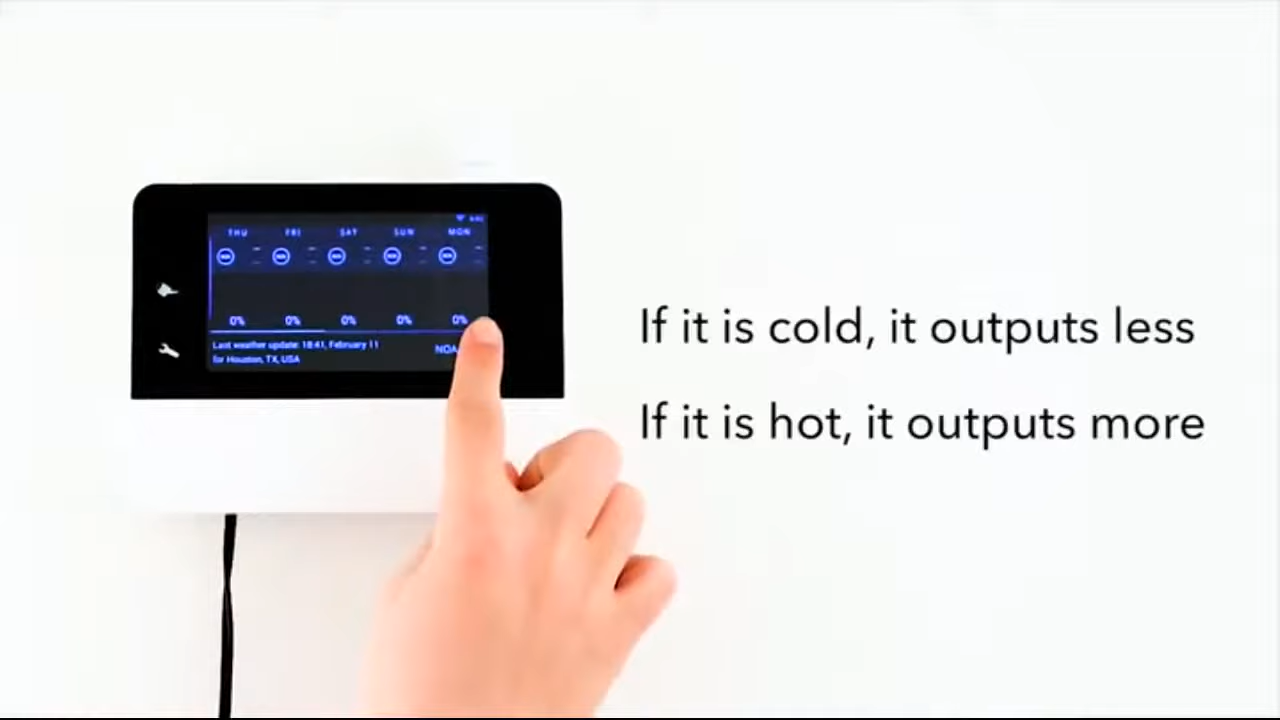 THU FRI SAT SUN MON
0% 0% 0% 0% 0%
Last weather update: 18:41, February 11
for Houston, TX, USA
If it is cold, it outputs less
If it is hot, it outputs more